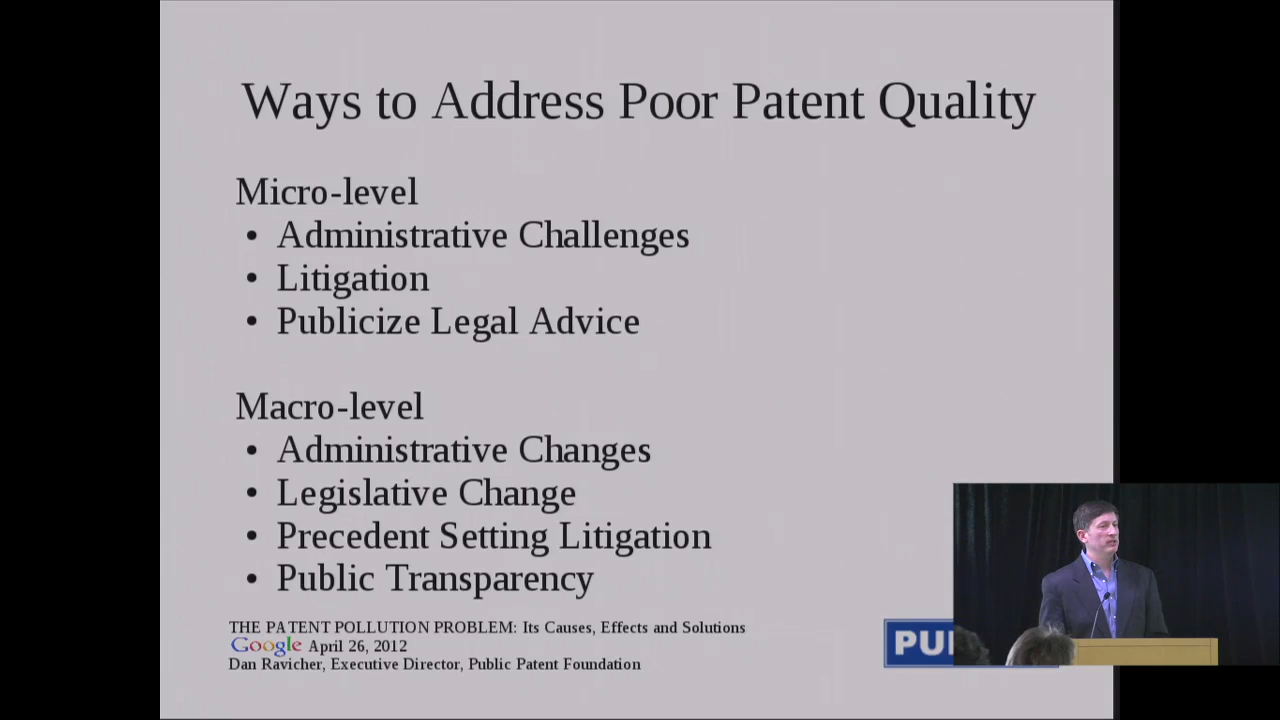 Ways to Address Poor Patent Quality
Micro-level
• Administrative Challenges
• Litigation
• Publicize Legal Advice
Macro-level
• Administrative Changes
• Legislative Change
• Precedent Setting Litigation
• Public Transparency
THE PATENT POLLUTION PROBLEM: Its Causes, Effects and Solutions
Google April 26, 2012
Dan Ravicher, Executive Director, Public Patent Foundation